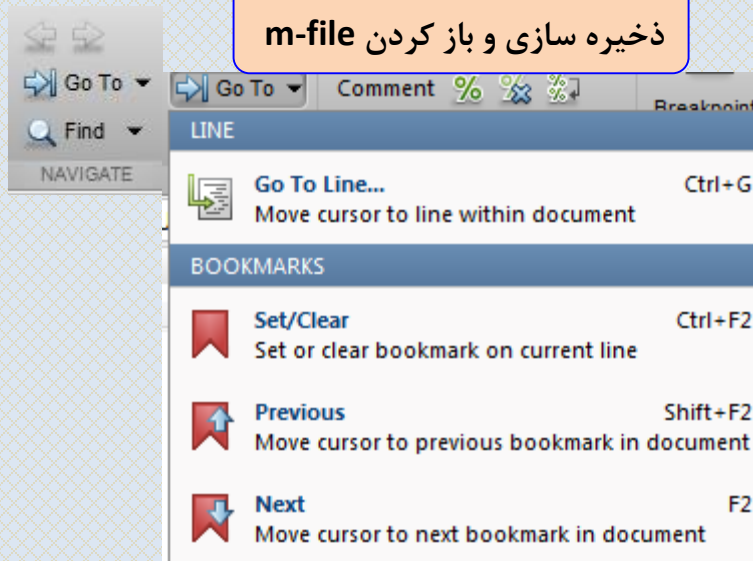 ذخیره سازی و باز کردن m-file
Go To
Find
NAVIGATE
Go To Comment
Breakpoint
LINE
Go To Line... Ctrl+G
Move cursor to line within document
BOOKMARKS
Set/Clear Ctrl+F2
Set or clear bookmark on current line
Previous Shift+F2
Move cursor to previous bookmark in document
Next F2
Move cursor to next bookmark in document